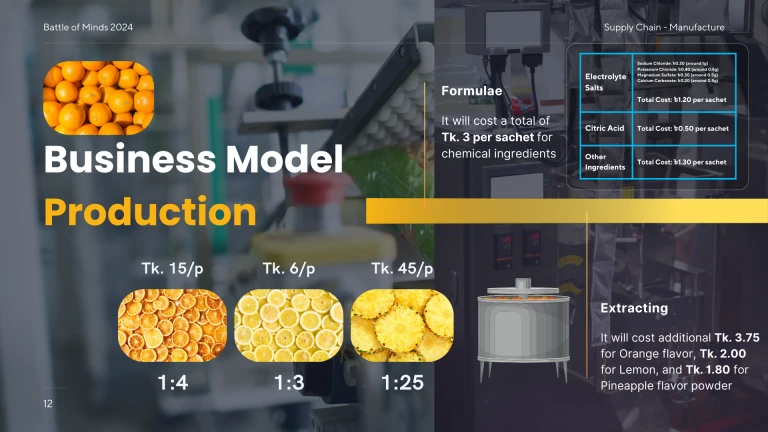 Battle of Minds 2024
Supply Chain - Manufacture
Business Model
Production
Formulae
It will cost a total of
Tk. 3 per sachet for
chemical ingredients
Electrolyte
Salts
Sodium Chloride: ৳0.30 (around 1g)
Potassium Chloride: ৳0.40 (around 0.5g)
Magnesium Sulfate: ৳0.30 (around 0.5g)
Calcium Carbonate: ৳0.20 (around 0.5g)
Total Cost: ৳1.20 per sachet
Citric Acid
Total Cost: ৳0.50 per sachet
Other
Ingredients
Total Cost: ৳1.30 per sachet
Tk. 15/p
Tk. 6/p
Tk. 45/p
1:4
1:3
1:25
Extracting
It will cost additional Tk. 3.75
for Orange flavor, Tk. 2.00
for Lemon, and Tk. 1.80 for
Pineapple flavor powder
12